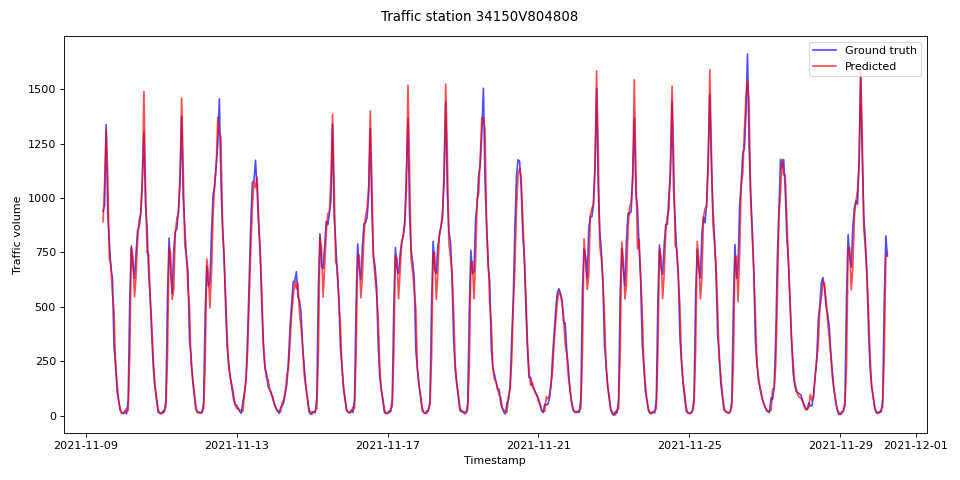 Traffic station 34150V804808
Ground truth
Predicted
Traffic volume
1500
1250
1000
750
500
250
0
2021-11-09
2021-11-13
2021-11-17
2021-11-21
2021-11-25
2021-11-29
2021-12-01
Timestamp